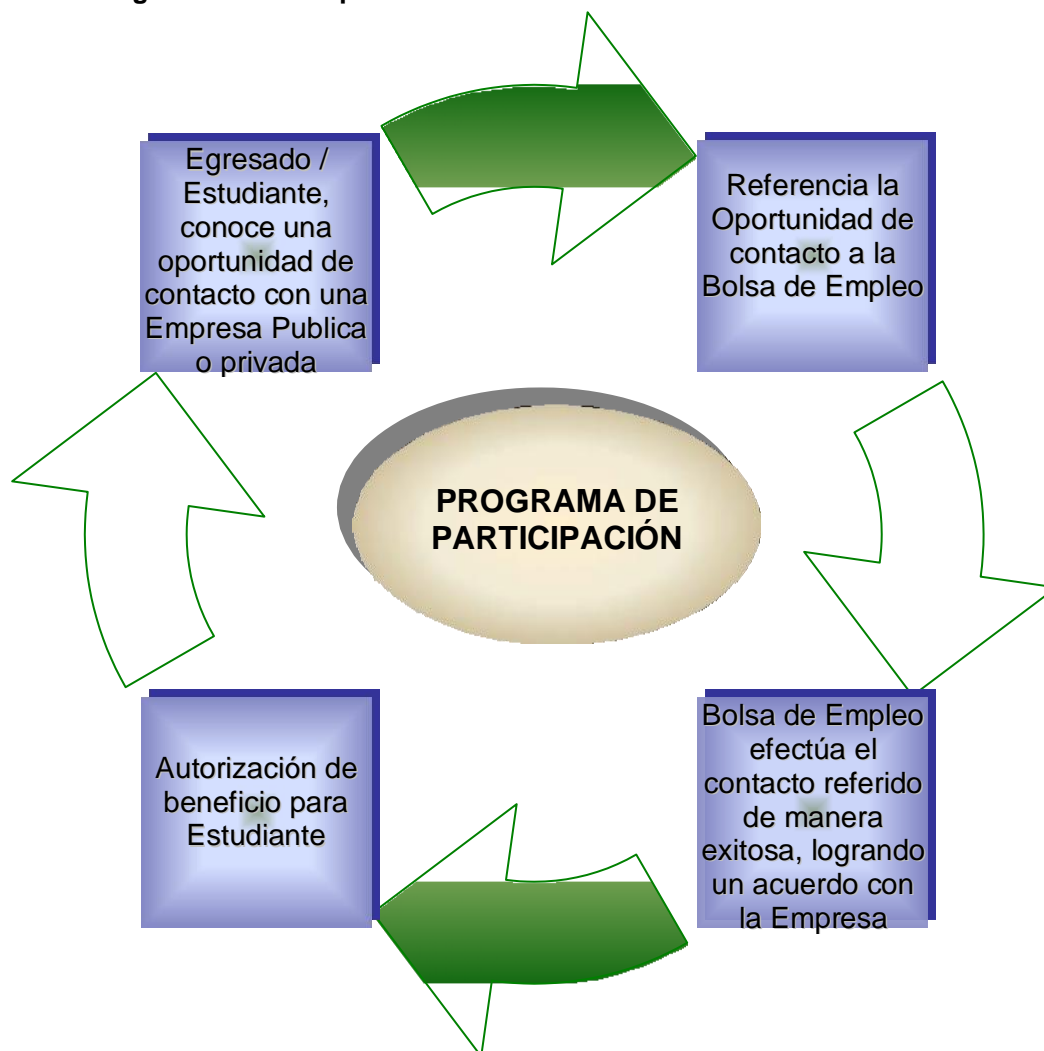 Egresado /
Estudiante,
conoce una
oportunidad de
contacto con una
Empresa Publica
o privada
Referencia la
Oportunidad de
contacto a la
Bolsa de Empleo
PROGRAMA DE
PARTICIPACIÓN
Bolsa de Empleo
efectúa el
contacto referido
de manera
exitosa, logrando
un acuerdo con
la Empresa
Autorización de
beneficio para
Estudiante